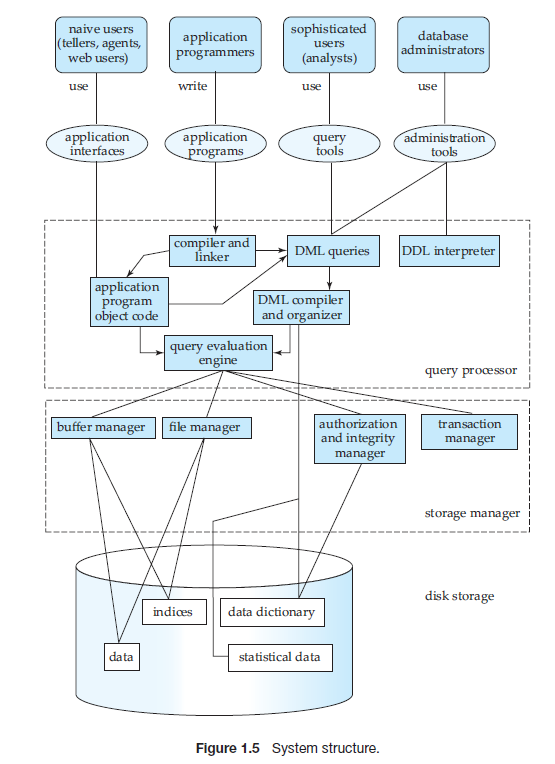 naive users
(tellers, agents,
web users)
application
programmers
sophisticated
users
(analysts)
database
administrators
use
write
use
use
application
interfaces
application
programs
query
tools
administration
tools
compiler and
linker
DML queries
DDL interpreter
application
program
object code
DML compiler
and organizer
query evaluation
engine
query processor
buffer manager
file manager
authorization
and integrity
manager
transaction
manager
storage manager
disk storage
indices
data dictionary
data
statistical data
Figure 1.5 System structure.